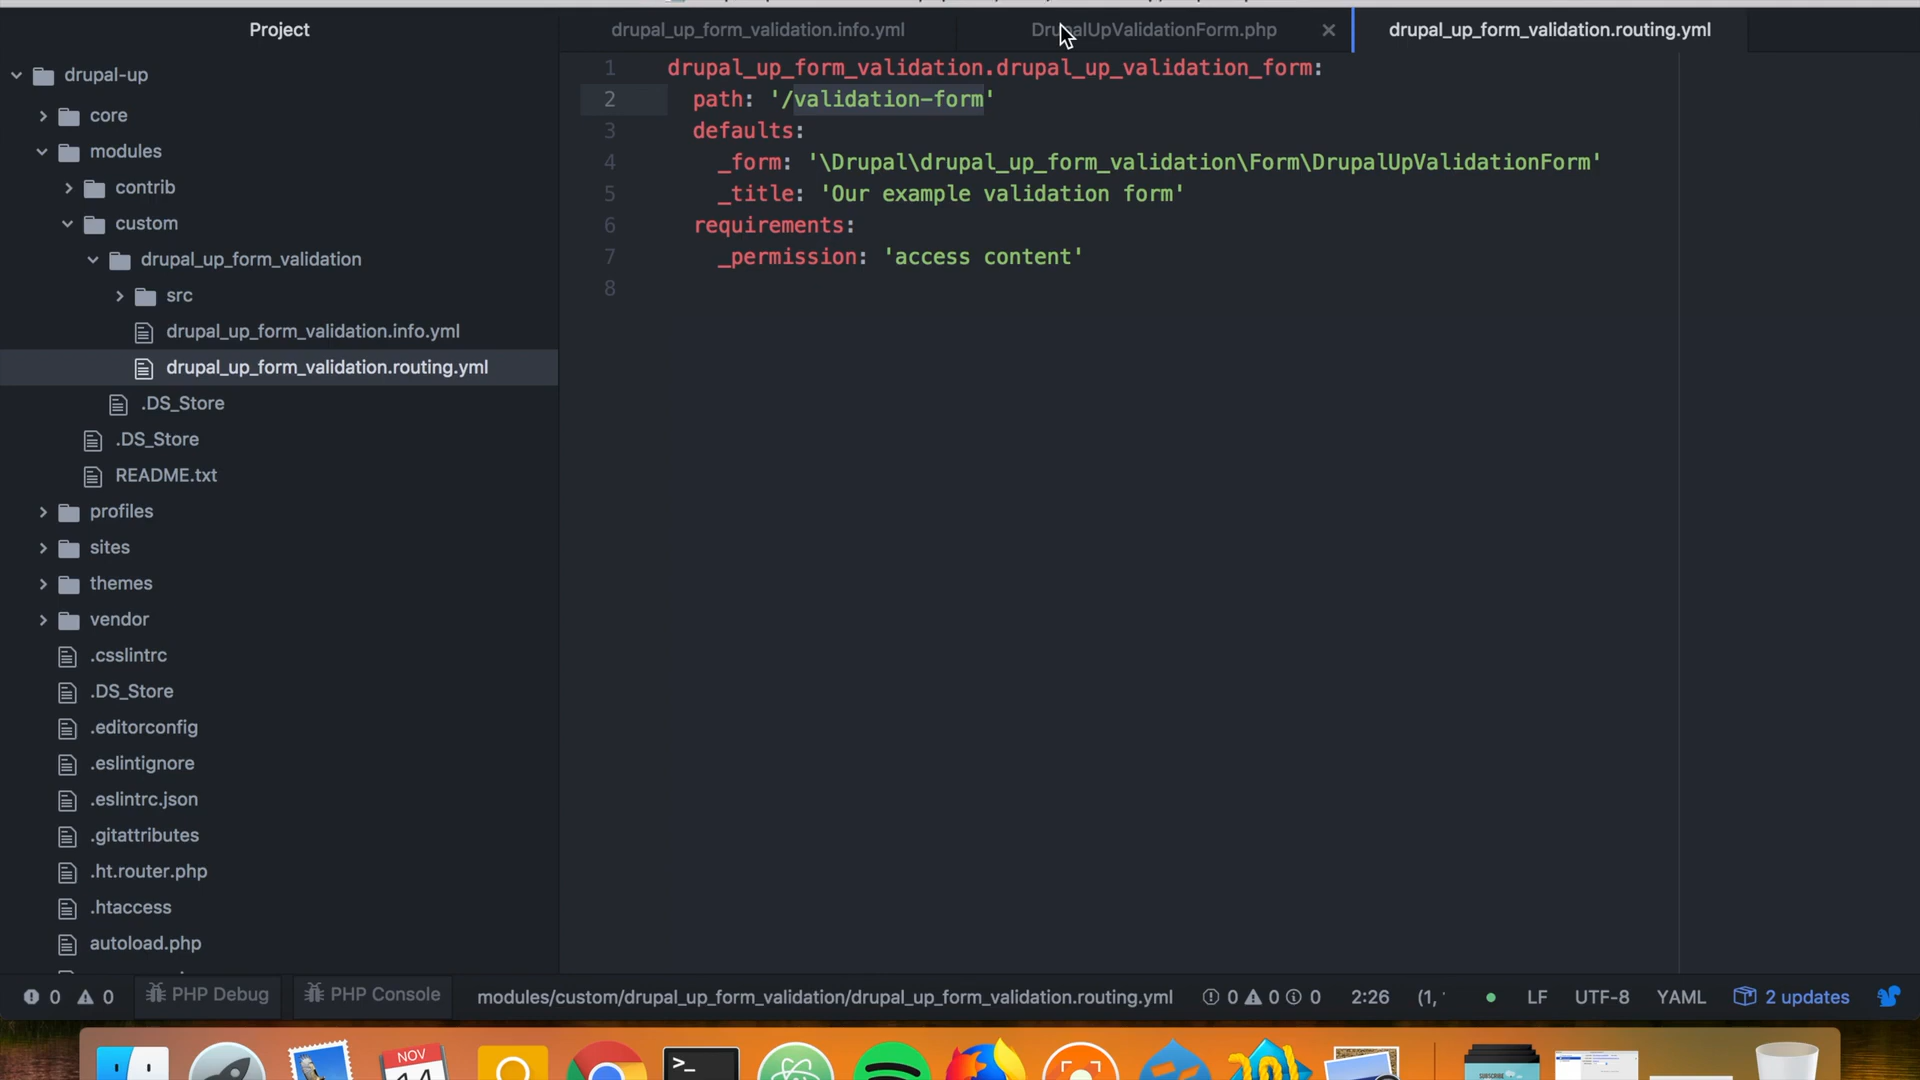 Project
drupal-up
core
modules
contrib
custom
drupal_up_form_validation
src
drupal_up_form_validation.info.yml
drupal_up_form_validation.routing.yml
.DS_Store
.DS_Store
README.txt
profiles
sites
themes
vendor
.csslintrc
.DS_Store
.editorconfig
.eslintignore
.eslintrc.json
.gitattributes
.ht.router.php
.htaccess
autoload.php
drupal_up_form_validation.info.yml
DrupalUpValidationForm.php
drupal_up_form_validation.routing.yml
1 drupal_up_form_validation.drupal_up_validation_form:
2 path: '/validation-form'
3 defaults:
4 _form: '\Drupal\drupal_up_form_validation\Form\DrupalUpValidationForm'
5 _title: 'Our example validation form'
6 requirements:
7 _permission: 'access content'
8
0 0 PHP Debug PHP Console modules/custom/drupal_up_form_validation/drupal_up_form_validation.routing.yml 0 0 0 2:26 (1, LF UTF-8 YAML 2 updates
NOV
>_
SUBSCRIBE